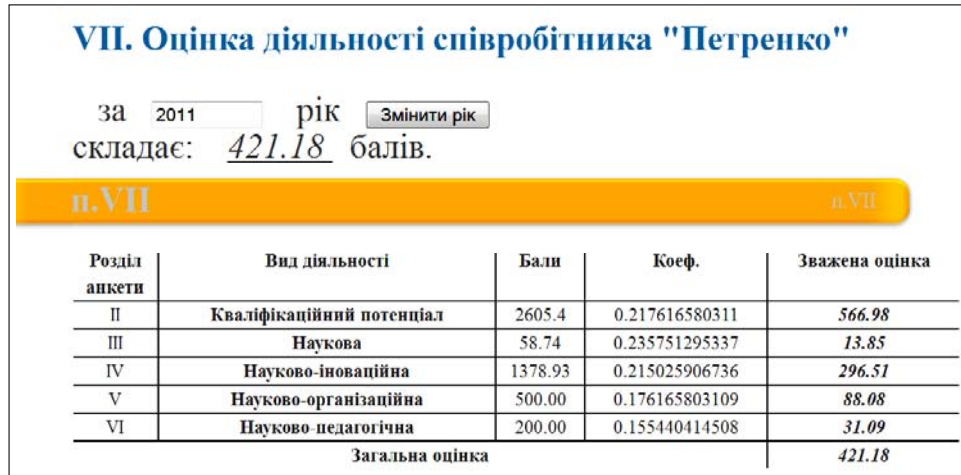 VII. Оцінка діяльності співробітника "Петренко"
за 2011 рік Змінити рік
складає: 421.18 балів.
п.VII п.VII
Розділ анкети Вид діяльності Бали Коеф. Зважена оцінка
II Кваліфікаційний потенціал 2605.4 0.217616580311 566.98
III Наукова 58.74 0.235751295337 13.85
IV Науково-іноваційна 1378.93 0.215025906736 296.51
V Науково-організаційна 500.00 0.176165803109 88.08
VI Науково-педагогічна 200.00 0.155440414508 31.09
Загальна оцінка 421.18